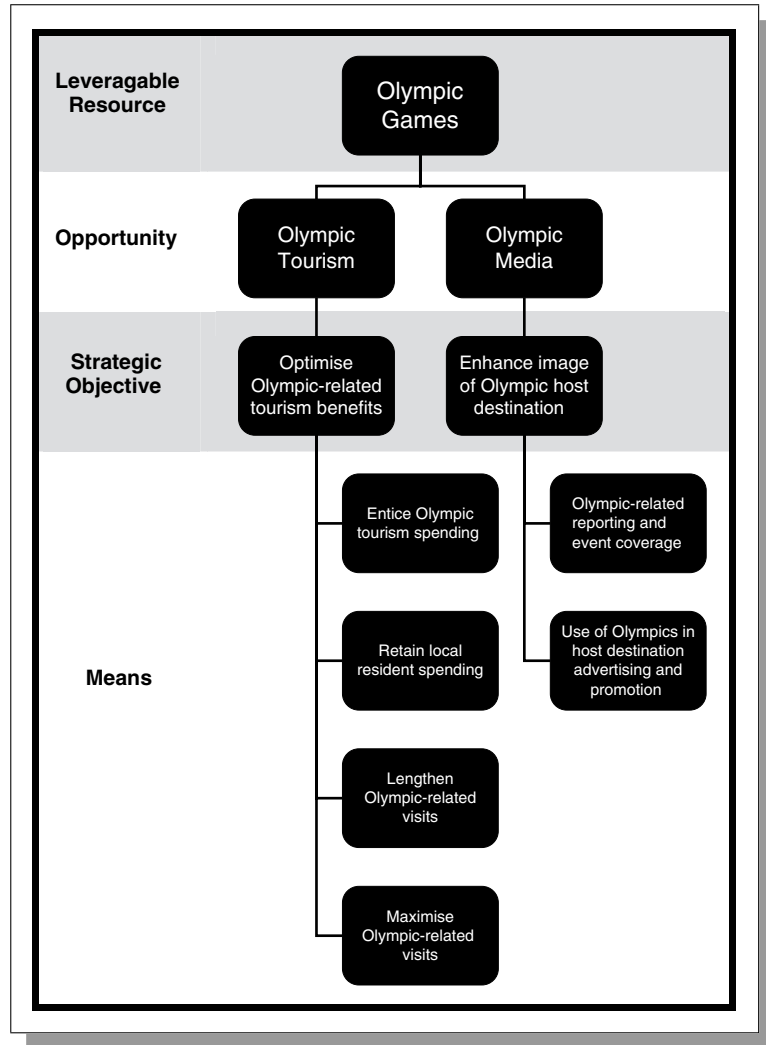 Leveragable
Resource
Olympic
Games
Opportunity
Olympic
Tourism
Olympic
Media
Strategic
Objective
Optimise
Olympic-related
tourism benefits
Enhance image
of Olympic host
destination
Means
Entice Olympic
tourism spending
Olympic-related
reporting and
event coverage
Retain local
resident spending
Use of Olympics in
host destination
advertising and
promotion
Lengthen
Olympic-related
visits
Maximise
Olympic-related
visits